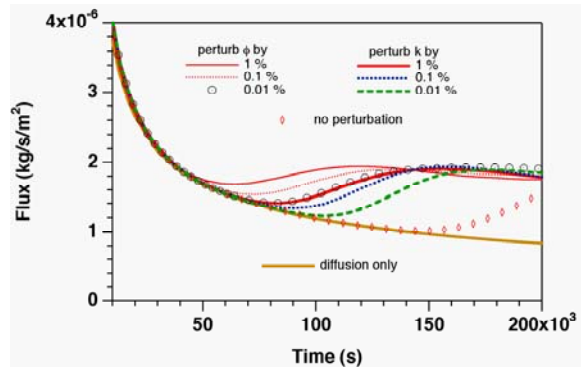 4x10⁻⁶
3
2
1
0
Flux (kg/s/m²)
perturb ϕ by
1 %
0.1 %
0.01 %
perturb k by
1 %
0.1 %
0.01 %
no perturbation
diffusion only
50
100
150
200x10³
Time (s)